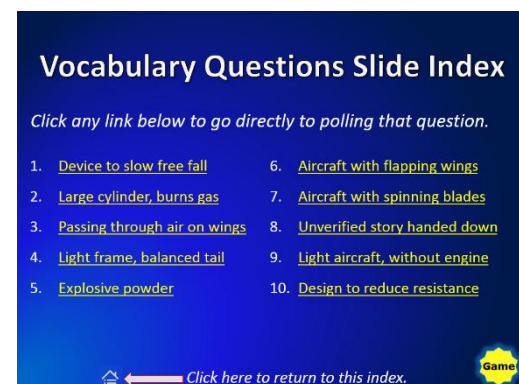 Vocabulary Questions Slide Index
Click any link below to go directly to polling that question.
1. Device to slow free fall
2. Large cylinder, burns gas
3. Passing through air on wings
4. Light frame, balanced tail
5. Explosive powder
6. Aircraft with flapping wings
7. Aircraft with spinning blades
8. Unverified story handed down
9. Light aircraft, without engine
10. Design to reduce resistance
Click here to return to this index.
Game